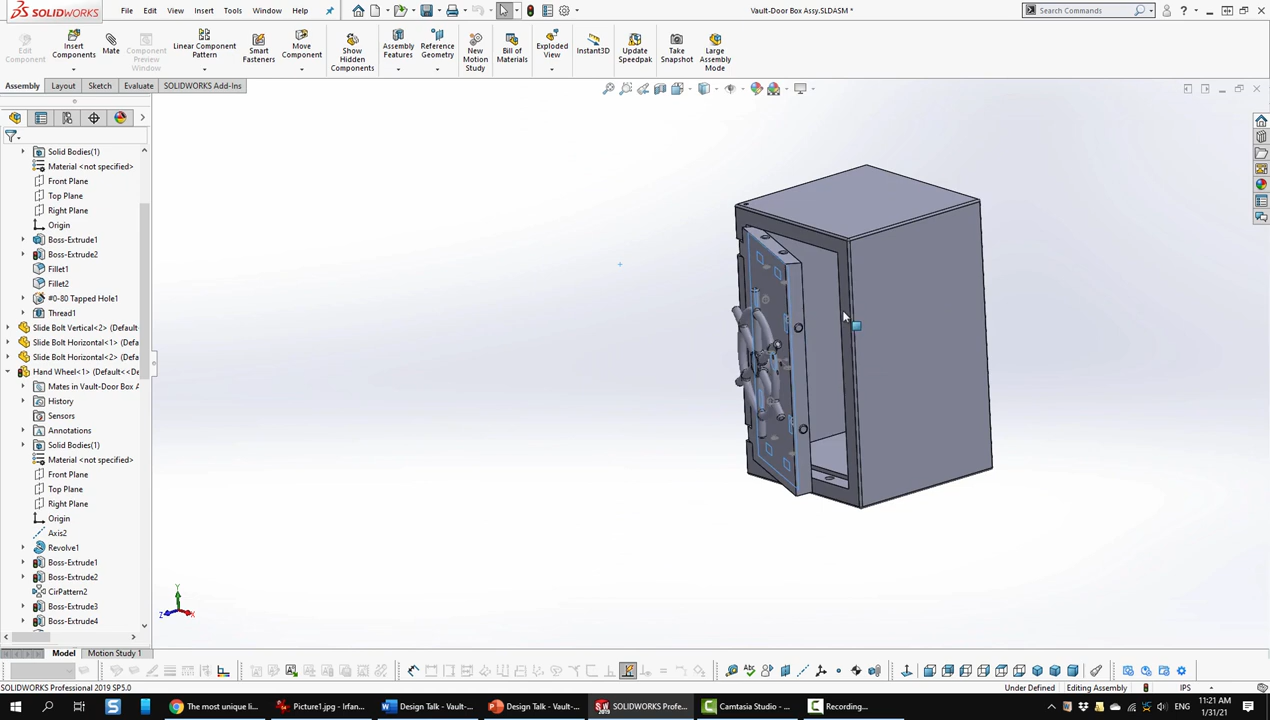 SOLIDWORKS
File Edit View Insert Tools Window Help
Vault-Door Box Assy.SLDASM *
Search Commands
Edit Component
Insert Components
Mate
Component Preview Window
Linear Component Pattern
Smart Fasteners
Move Component
Show Hidden Components
Assembly Features
Reference Geometry
New Motion Study
Bill of Materials
Exploded View
Instant3D
Update Speedpak
Take Snapshot
Large Assembly Mode
Assembly Layout Sketch Evaluate SOLIDWORKS Add-Ins
Solid Bodies(1)
Material <not specified>
Front Plane
Top Plane
Right Plane
Origin
Boss-Extrude1
Boss-Extrude2
Fillet1
Fillet2
#0-80 Tapped Hole1
Thread1
Slide Bolt Vertical<2> (Default
Slide Bolt Horizontal<1> (Default
Slide Bolt Horizontal<2> (Default
Hand Wheel<1> (Default<<De
Mates in Vault-Door Box A
History
Sensors
Annotations
Solid Bodies(1)
Material <not specified>
Front Plane
Top Plane
Right Plane
Origin
Axis2
Revolve1
Boss-Extrude1
Boss-Extrude2
CirPattern2
Boss-Extrude3
Boss-Extrude4
Y
Z X
Model Motion Study 1
SOLIDWORKS Professional 2019 SP5.0
Under Defined Editing Assembly IPS
The most unique li...
Picture1.jpg - Irfan...
Design Talk - Vault-...
Design Talk - Vault-...
SOLIDWORKS Profe...
Camtasia Studio - ...
Recording...
ENG
11:21 AM
1/31/21